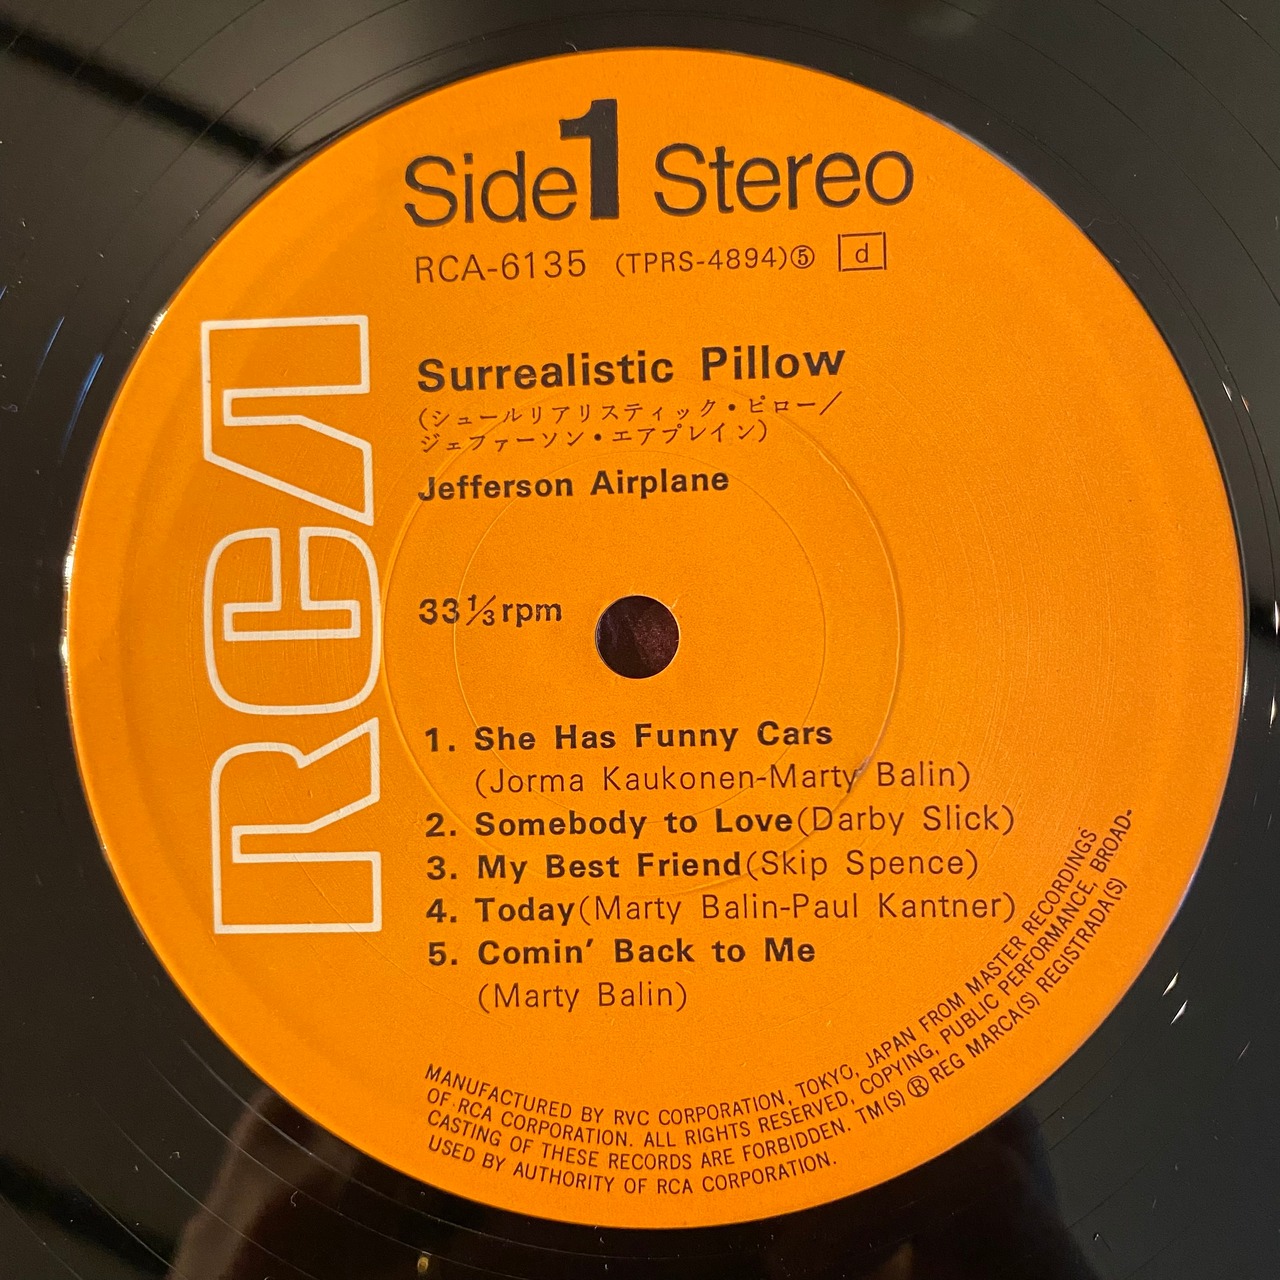 Side 1 Stereo
RCA-6135 (TPRS-4894)⑤ d
RCA
Surrealistic Pillow
(シュールリアリスティック・ピロー/
ジェファーソン・エアプレイン)
Jefferson Airplane
33⅓rpm
1. She Has Funny Cars
(Jorma Kaukonen-Marty Balin)
2. Somebody to Love(Darby Slick)
3. My Best Friend(Skip Spence)
4. Today(Marty Balin-Paul Kantner)
5. Comin' Back to Me
(Marty Balin)
MANUFACTURED BY RVC CORPORATION, TOKYO, JAPAN FROM MASTER RECORDINGS
OF RCA CORPORATION. ALL RIGHTS RESERVED, COPYING, PUBLIC PERFORMANCE, BROAD-
CASTING OF THESE RECORDS ARE FORBIDDEN. TM(S) ® REG MARCA(S) REGISTRADA(S)
USED BY AUTHORITY OF RCA CORPORATION.